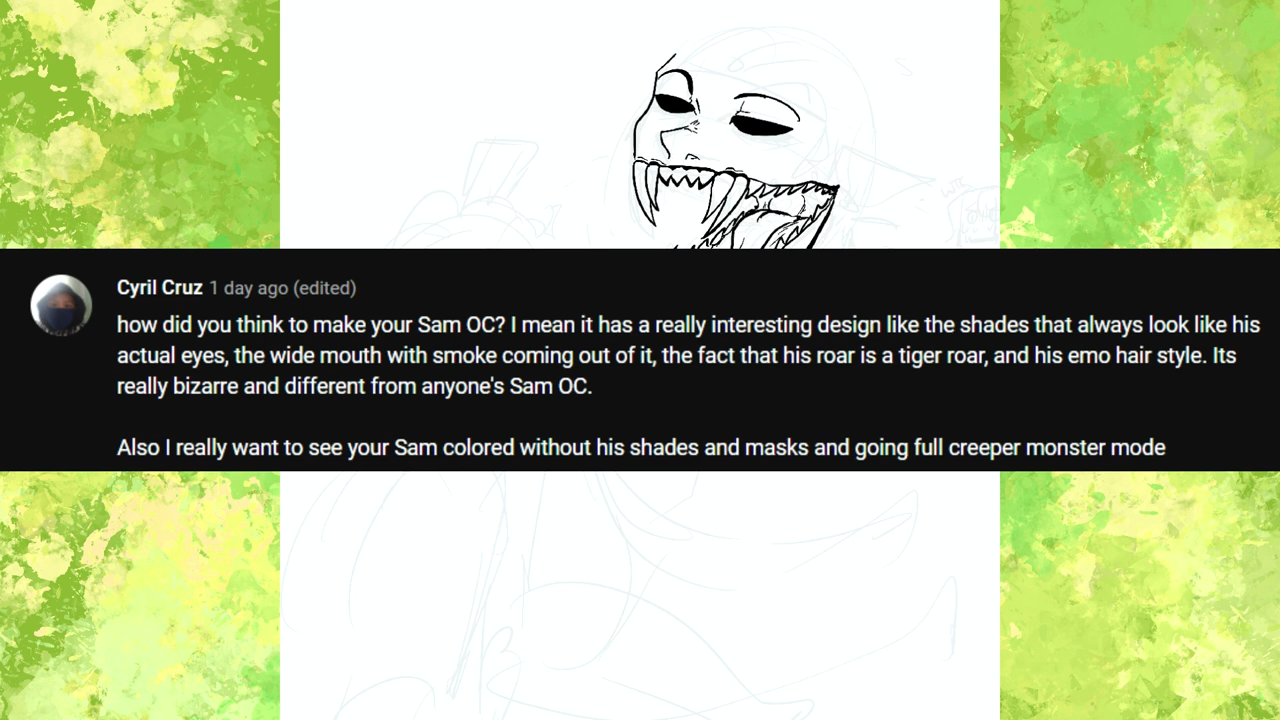 Cyril Cruz 1 day ago (edited)
how did you think to make your Sam OC? I mean it has a really interesting design like the shades that always look like his
actual eyes, the wide mouth with smoke coming out of it, the fact that his roar is a tiger roar, and his emo hair style. Its
really bizarre and different from anyone's Sam OC.
Also I really want to see your Sam colored without his shades and masks and going full creeper monster mode